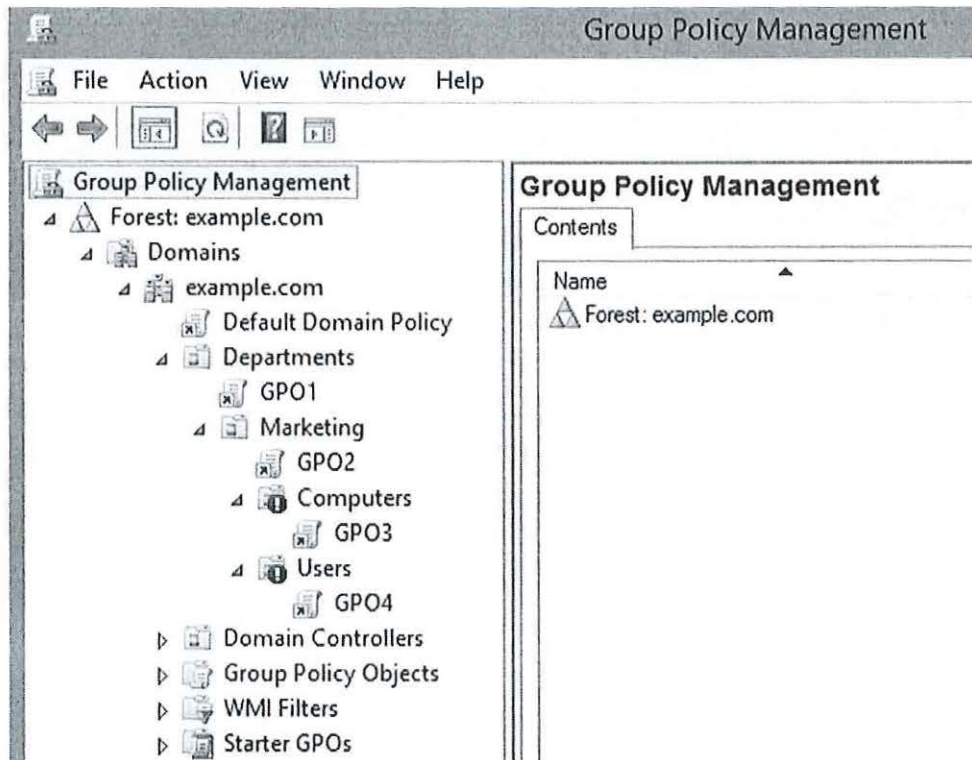 Group Policy Management
File Action View Window Help
Group Policy Management
Forest: example.com
Domains
example.com
Default Domain Policy
Departments
GPO1
Marketing
GPO2
Computers
GPO3
Users
GPO4
Domain Controllers
Group Policy Objects
WMI Filters
Starter GPOs
Group Policy Management
Contents
Name
Forest: example.com